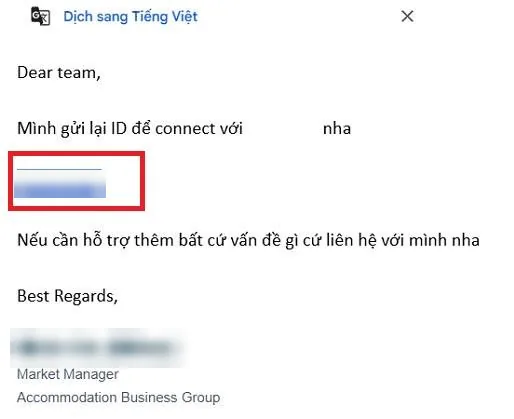 Dịch sang Tiếng Việt
Dear team,
Mình gửi lại ID để connect với nha
Nếu cần hỗ trợ thêm bất cứ vấn đề gì cứ liên hệ với mình nha
Best Regards,
Market Manager
Accommodation Business Group